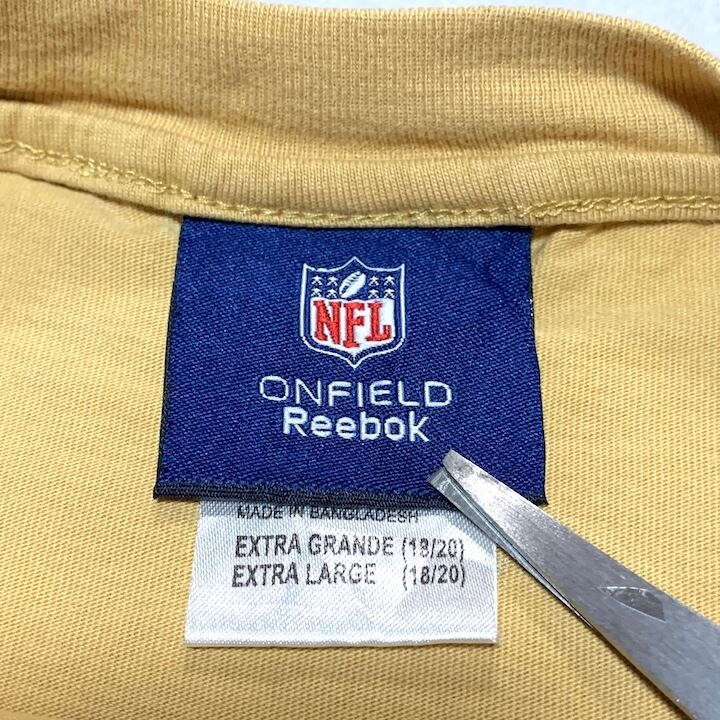 NFL
ONFIELD
Reebok
MADE IN BANGLADESH
EXTRA GRANDE (18/20)
EXTRA LARGE (18/20)